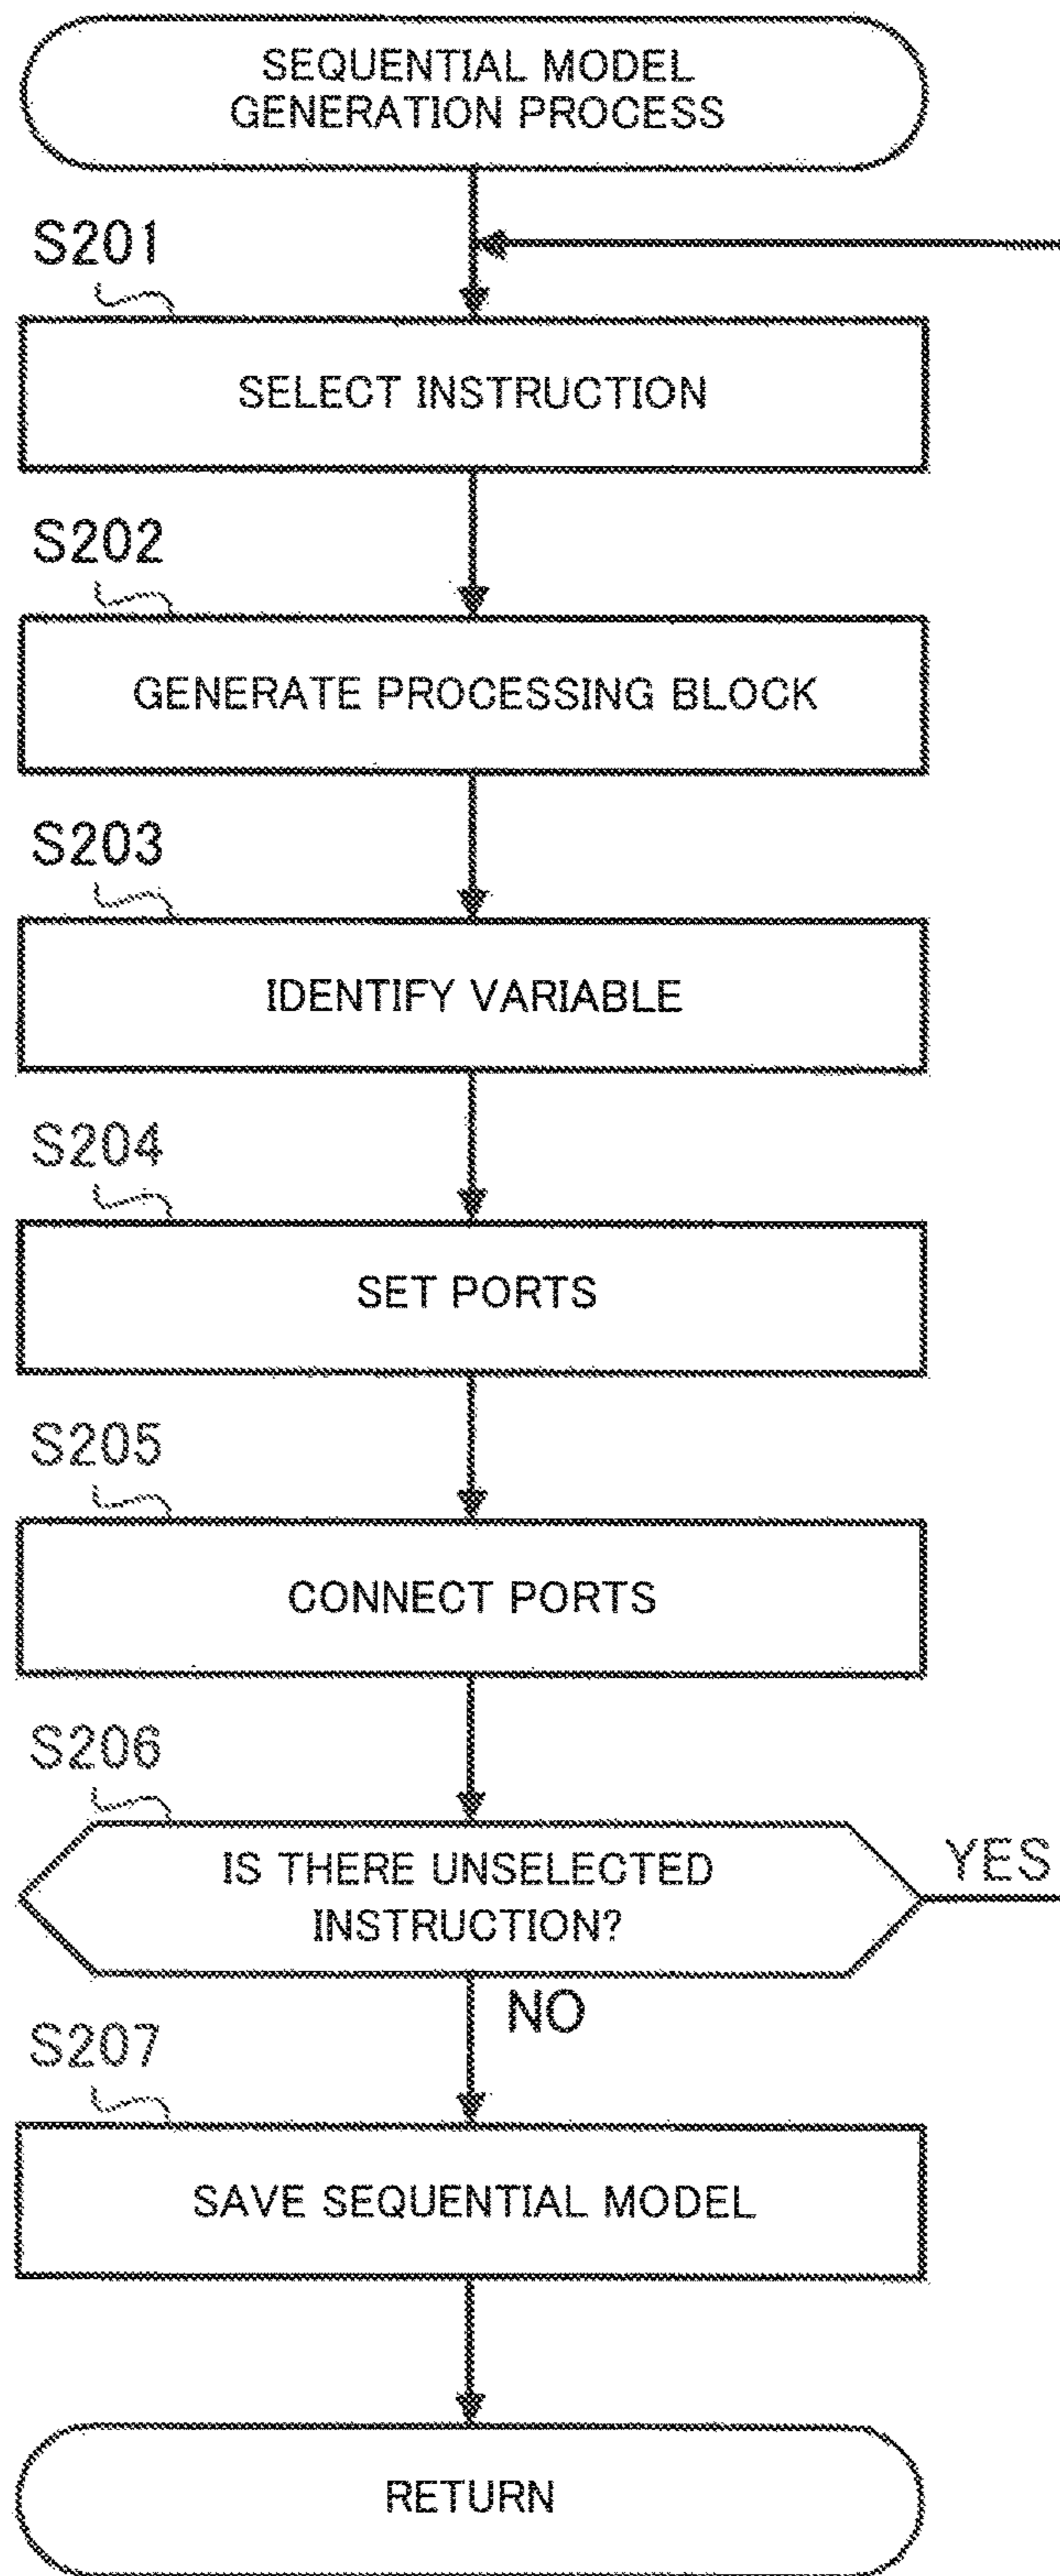 SEQUENTIAL MODEL
GENERATION PROCESS
S201
SELECT INSTRUCTION
S202
GENERATE PROCESSING BLOCK
S203
IDENTIFY VARIABLE
S204
SET PORTS
S205
CONNECT PORTS
S206
IS THERE UNSELECTED
INSTRUCTION?
YES
NO
S207
SAVE SEQUENTIAL MODEL
RETURN